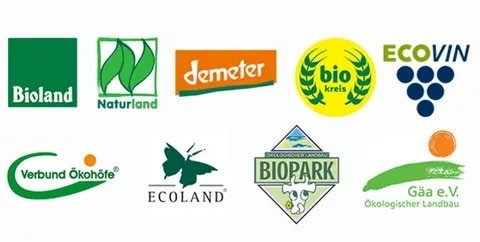 Bioland
Naturland
demeter
bio
kreis
ECOVIN
Verbund Ökohöfe®
ECOLAND®
ÖKOLOGISCHER LANDBAU
BIOPARK
Gäa e.V.
Ökologischer Landbau